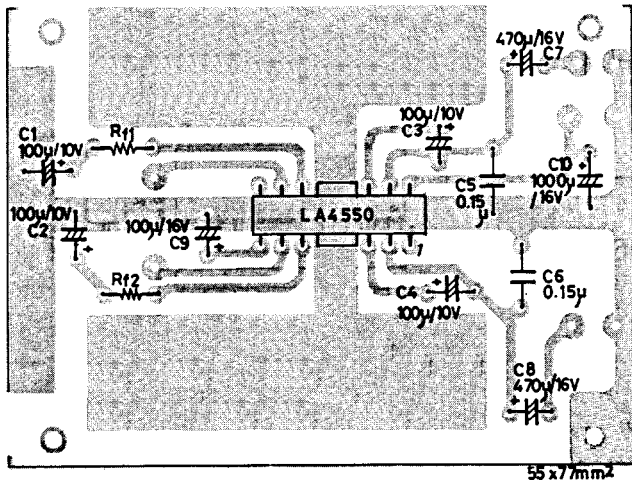 470µ/16V
C7
100µ/10V
C3
C1
100µ/10V
Rf1
C5
0.15
µ
C10
1000µ
/16V
LA4550
100µ/10V
C2
100µ/16V
C9
7
C6
0.15µ
Rf2
C4
100µ/10V
C8
470µ/16V
55x77mm2